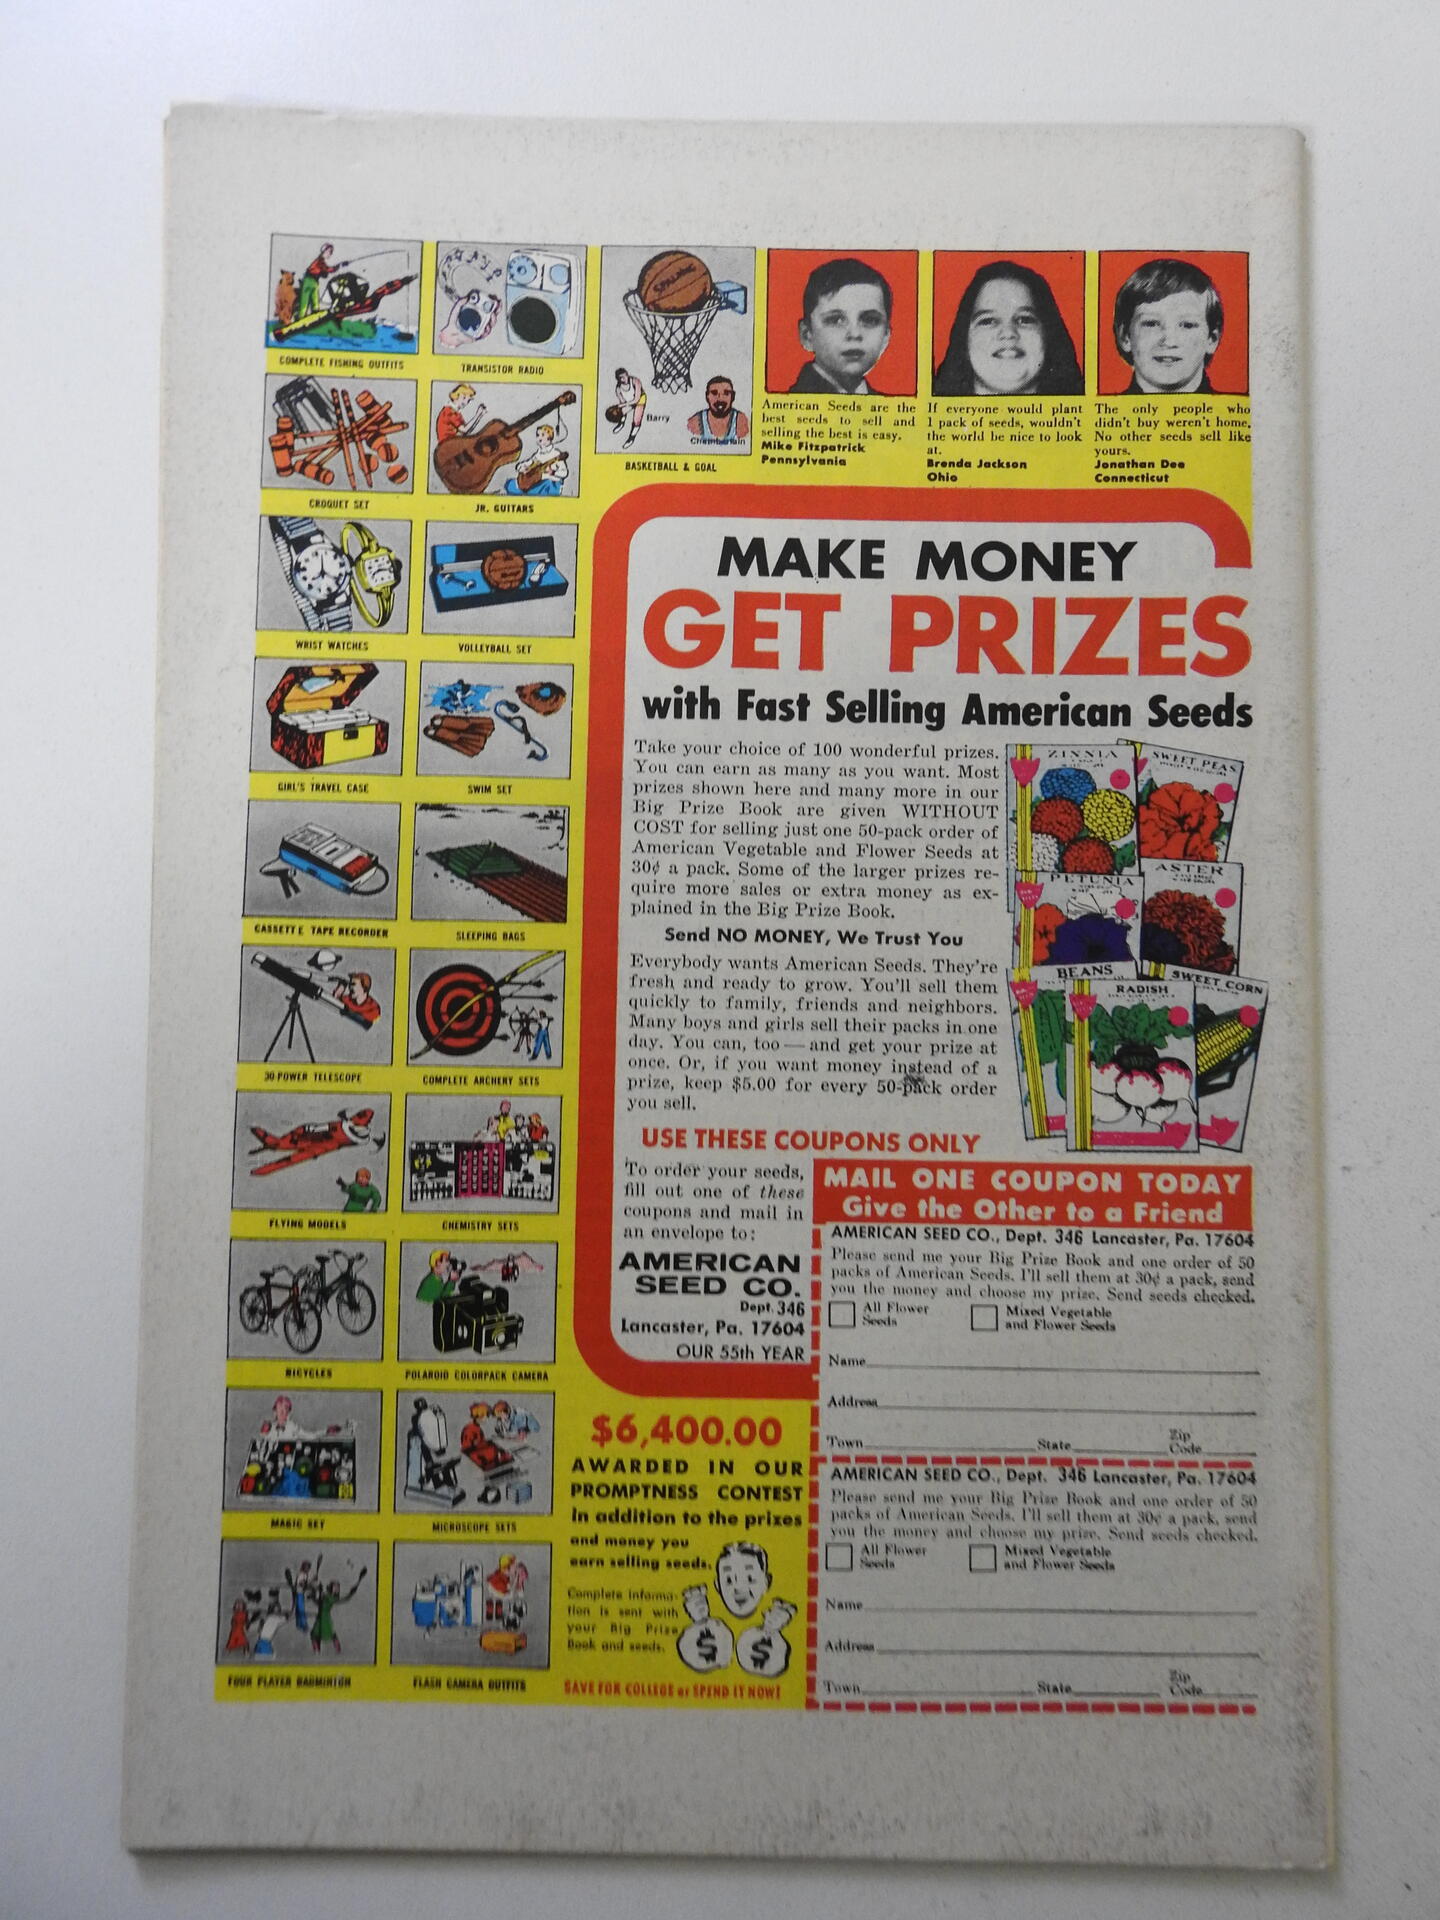 COMPLETE FISHING OUTFITS
TRANSISTOR RADIO
SPALDING
Barry
Chamberlain
BASKETBALL & GOAL
CROQUET SET
JR. GUITARS
WRIST WATCHES
VOLLEYBALL SET
GIRL'S TRAVEL CASE
SWIM SET
CASSETTE TAPE RECORDER
SLEEPING BAGS
30-POWER TELESCOPE
COMPLETE ARCHERY SETS
FLYING MODELS
CHEMISTRY SETS
BICYCLES
POLAROID COLORPACK CAMERA
MAGIC SET
MICROSCOPE SETS
FOUR PLAYER BADMINTON
FLASH CAMERA OUTFITS
American Seeds are the
best seeds to sell and
selling the best is easy.
Mike Fitzpatrick
Pennsylvania
If everyone would plant
1 pack of seeds, wouldn't
the world be nice to look
at.
Brenda Jackson
Ohio
The only people who
didn't buy weren't home.
No other seeds sell like
yours.
Jonathan Dee
Connecticut
MAKE MONEY
GET PRIZES
with Fast Selling American Seeds
Take your choice of 100 wonderful prizes.
You can earn as many as you want. Most
prizes shown here and many more in our
Big Prize Book are given WITHOUT
COST for selling just one 50-pack order of
American Vegetable and Flower Seeds at
30¢ a pack. Some of the larger prizes re-
quire more sales or extra money as ex-
plained in the Big Prize Book.
Send NO MONEY, We Trust You
Everybody wants American Seeds. They're
fresh and ready to grow. You'll sell them
quickly to family, friends and neighbors.
Many boys and girls sell their packs in one
day. You can, too — and get your prize at
once. Or, if you want money instead of a
prize, keep $5.00 for every 50-pack order
you sell.
ZINNIA
SWEET PEAS
PETUNIA
ASTER
BEANS
RADISH
SWEET CORN
USE THESE COUPONS ONLY
To order your seeds,
fill out one of these
coupons and mail in
an envelope to:
AMERICAN
SEED CO.
Dept. 346
Lancaster, Pa. 17604
OUR 55th YEAR
MAIL ONE COUPON TODAY
Give the Other to a Friend
AMERICAN SEED CO., Dept. 346 Lancaster, Pa. 17604
Please send me your Big Prize Book and one order of 50
packs of American Seeds. I'll sell them at 30¢ a pack, send
you the money and choose my prize. Send seeds checked.
All Flower
Seeds
Mixed Vegetable
and Flower Seeds
Name
Address
Town State Zip
Code
AMERICAN SEED CO., Dept. 346 Lancaster, Pa. 17604
Please send me your Big Prize Book and one order of 50
packs of American Seeds. I'll sell them at 30¢ a pack, send
you the money and choose my prize. Send seeds checked.
All Flower
Seeds
Mixed Vegetable
and Flower Seeds
Name
Address
Town State Zip
Code
$6,400.00
AWARDED IN OUR
PROMPTNESS CONTEST
in addition to the prizes
and money you
earn selling seeds.
Complete informa-
tion is sent with
your Big Prize
Book and seeds.
$ $
SAVE FOR COLLEGE or SPEND IT NOW!